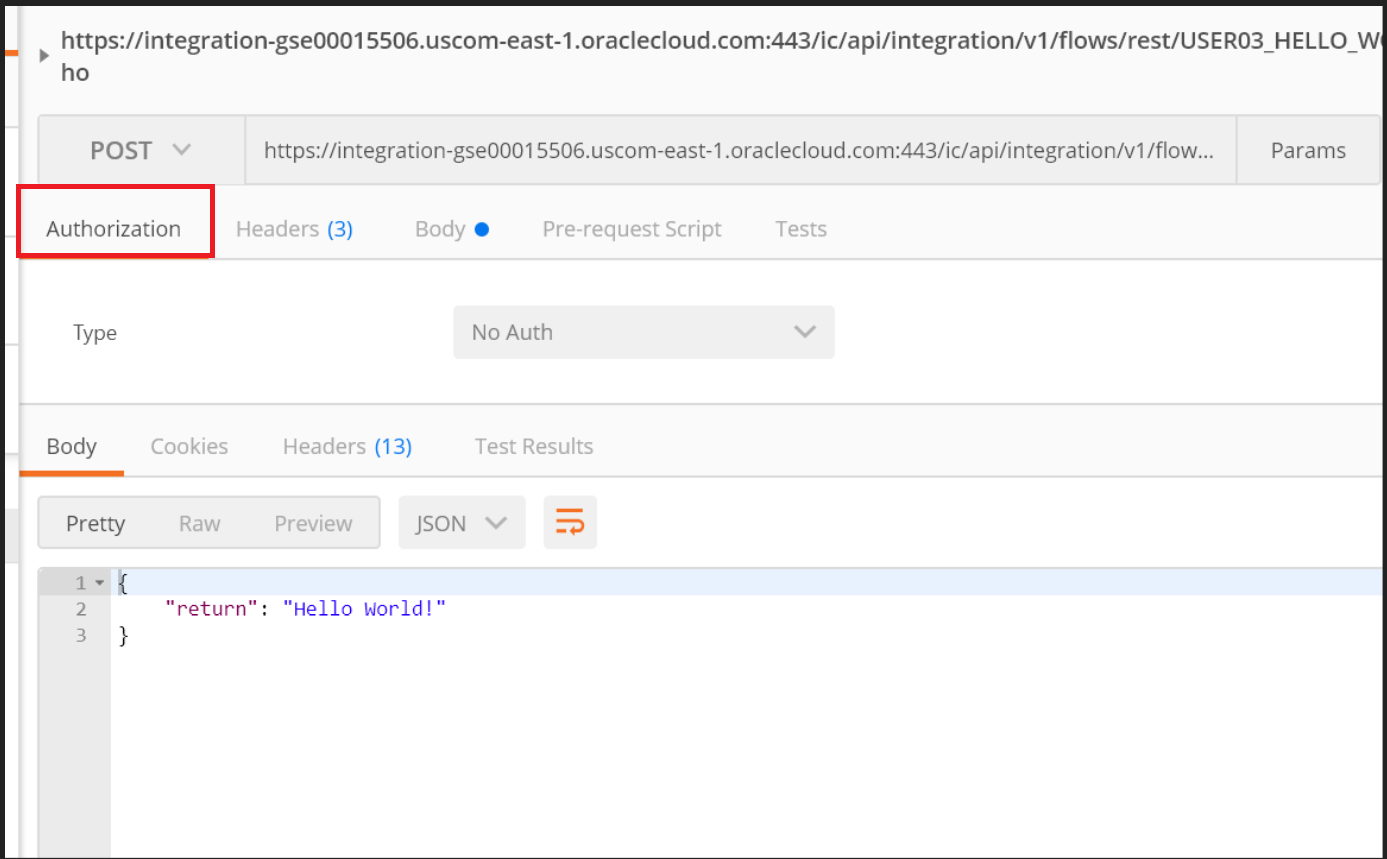 https://integration-gse00015506.uscom-east-1.oraclecloud.com:443/ic/api/integration/v1/flows/rest/USER03_HELLO_W
ho
POST https://integration-gse00015506.uscom-east-1.oraclecloud.com:443/ic/api/integration/v1/flow... Params
Authorization Headers (3) Body Pre-request Script Tests
Type No Auth
Body Cookies Headers (13) Test Results
Pretty Raw Preview JSON
1 {
2 "return": "Hello World!"
3 }